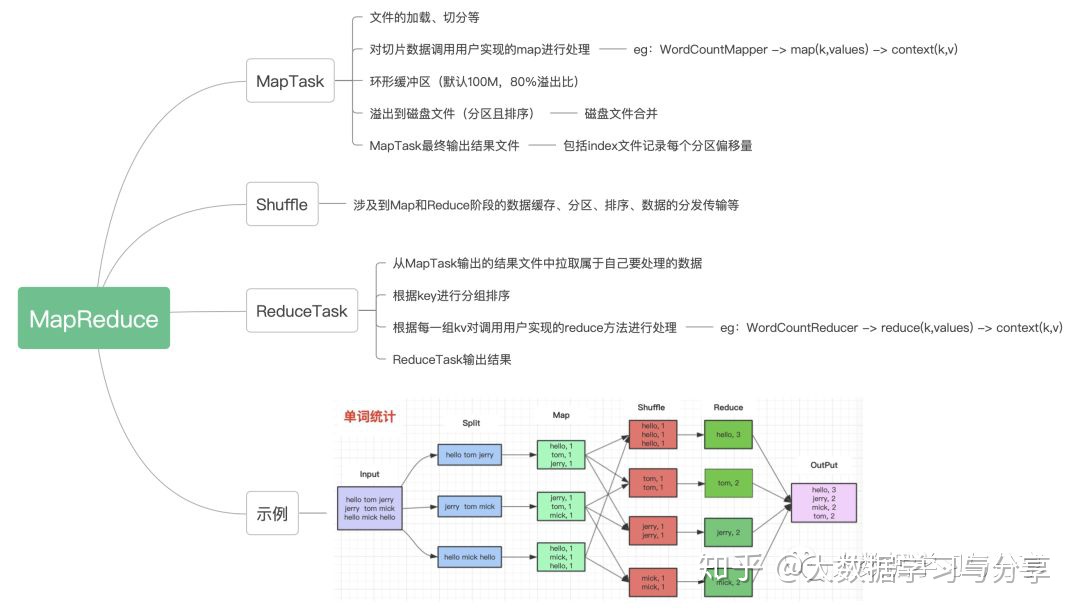 MapReduce
MapTask
文件的加载、切分等
对切片数据调用用户实现的map进行处理
eg：WordCountMapper -> map(k,values) -> context(k,v)
环形缓冲区（默认100M，80%溢出比）
溢出到磁盘文件（分区且排序）
磁盘文件合并
MapTask最终输出结果文件
包括index文件记录每个分区偏移量
Shuffle
涉及到Map和Reduce阶段的数据缓存、分区、排序、数据的分发传输等
ReduceTask
从MapTask输出的结果文件中拉取属于自己要处理的数据
根据key进行分组排序
根据每一组kv对调用用户实现的reduce方法进行处理
eg：WordCountReducer -> reduce(k,values) -> context(k,v)
ReduceTask输出结果
示例
单词统计
Input
hello tom jerry
jerry tom mick
hello mick hello
Split
hello tom jerry
jerry tom mick
hello mick hello
Map
hello, 1
tom, 1
jerry, 1
jerry, 1
tom, 1
mick, 1
hello, 1
mick, 1
hello, 1
Shuffle
hello, 1
hello, 1
hello, 1
tom, 1
tom, 1
jerry, 1
jerry, 1
mick, 1
mick, 1
Reduce
hello, 3
tom, 2
jerry, 2
mick, 2
OutPut
hello, 3
jerry, 2
mick, 2
tom, 2
知乎 @大数据学习与分享